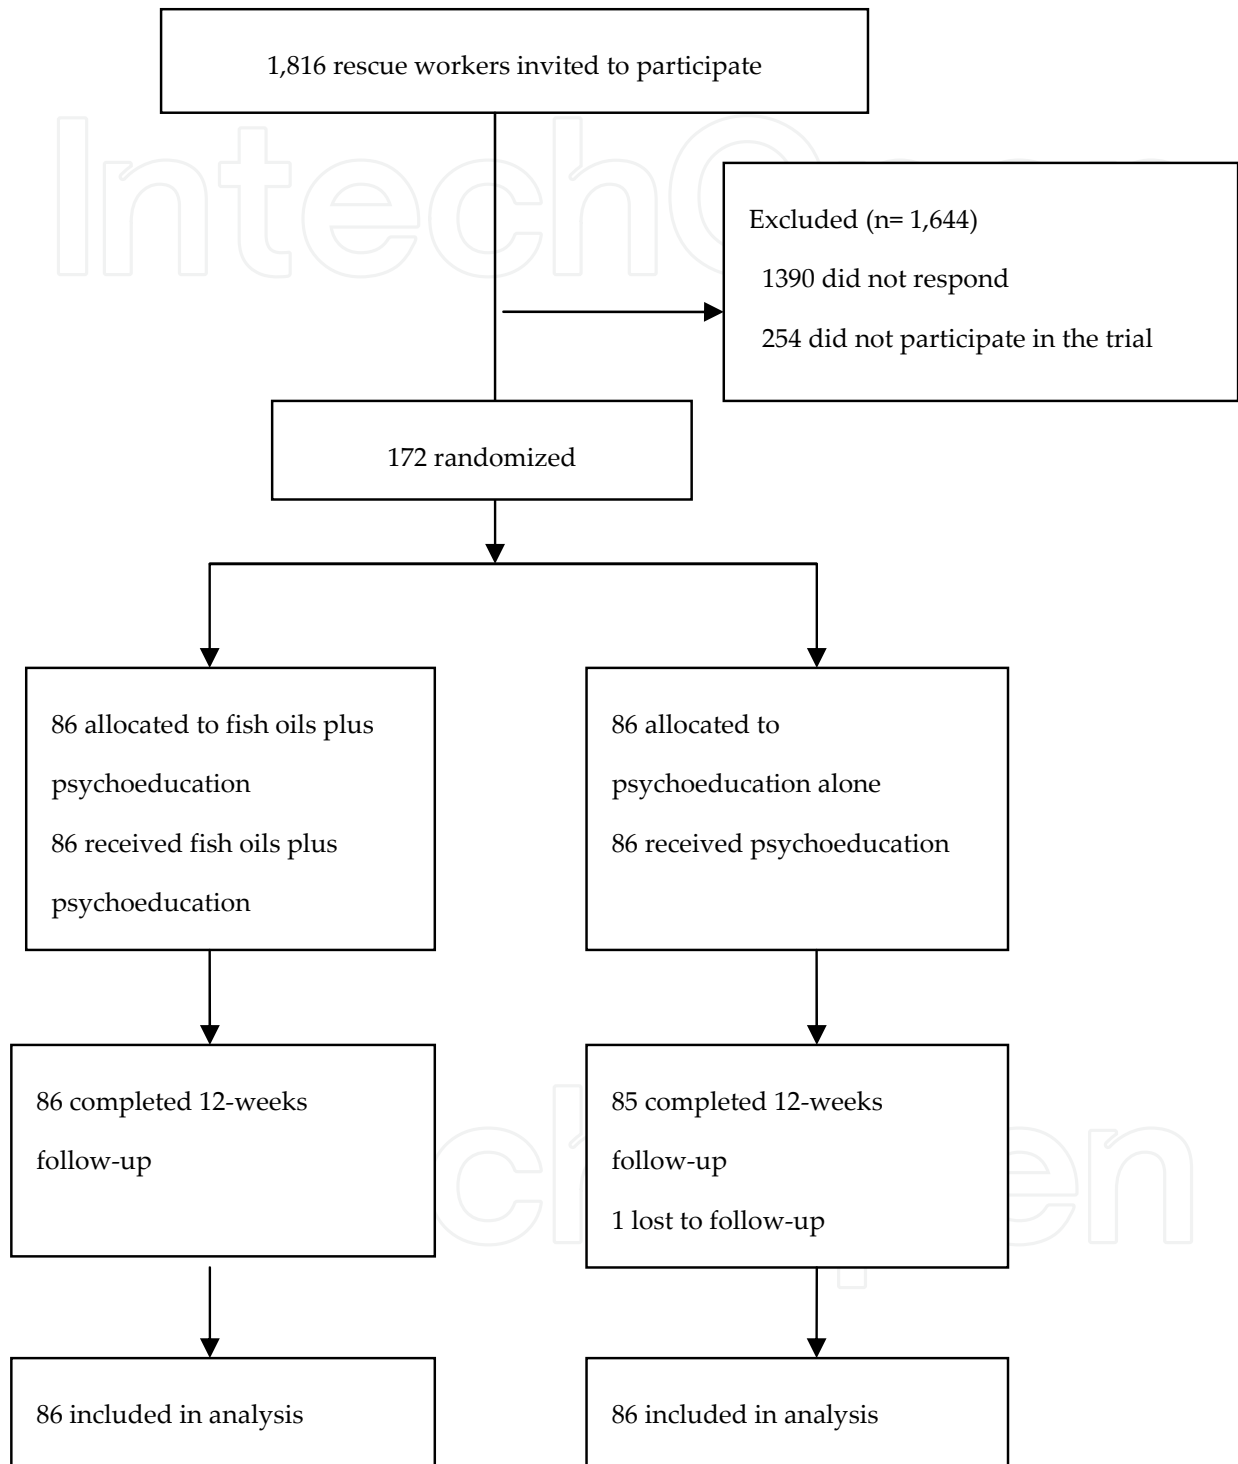 1,816 rescue workers invited to participate
IntechOpen
Excluded (n= 1,644)
1390 did not respond
254 did not participate in the trial
172 randomized
86 allocated to fish oils plus
psychoeducation
86 received fish oils plus
psychoeducation
86 allocated to
psychoeducation alone
86 received psychoeducation
86 completed 12-weeks
follow-up
85 completed 12-weeks
follow-up
1 lost to follow-up
86 included in analysis
86 included in analysis